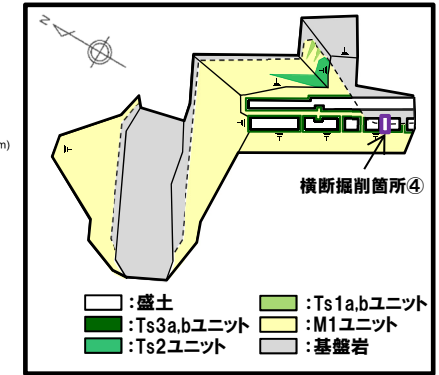 N
m)
横断掘削箇所④
:盛土
:Ts1a,bユニット
:Ts3a,bユニット
:M1ユニット
:Ts2ユニット
:基盤岩